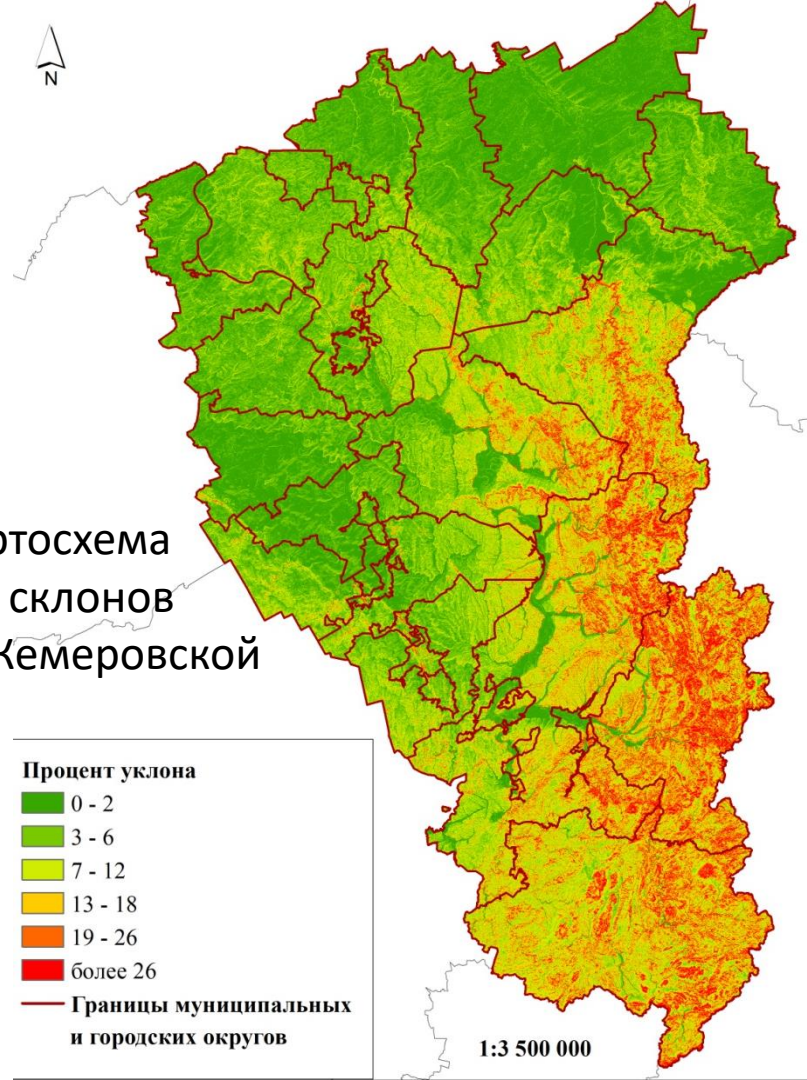 N
ртосхема
склонов
Кемеровской
Процент уклона
0 - 2
3 - 6
7 - 12
13 - 18
19 - 26
более 26
Границы муниципальных
и городских округов
1:3 500 000